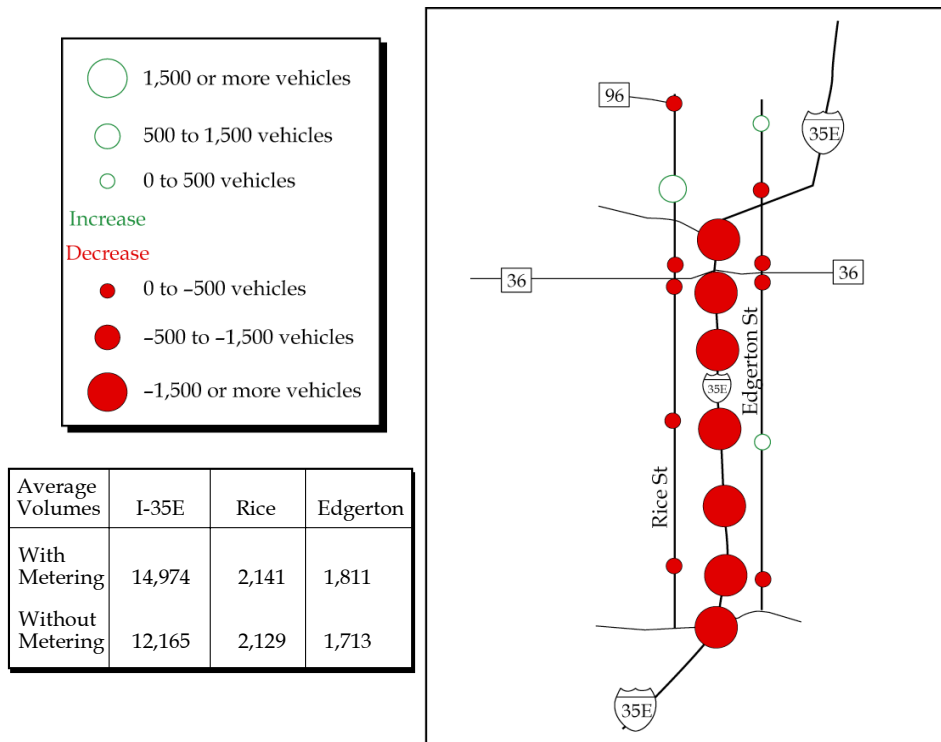 1,500 or more vehicles
500 to 1,500 vehicles
0 to 500 vehicles
Increase
Decrease
0 to –500 vehicles
–500 to –1,500 vehicles
–1,500 or more vehicles
Average Volumes I-35E Rice Edgerton
With Metering 14,974 2,141 1,811
Without Metering 12,165 2,129 1,713
96
35E
36
36
35E
Edgerton St
Rice St
35E